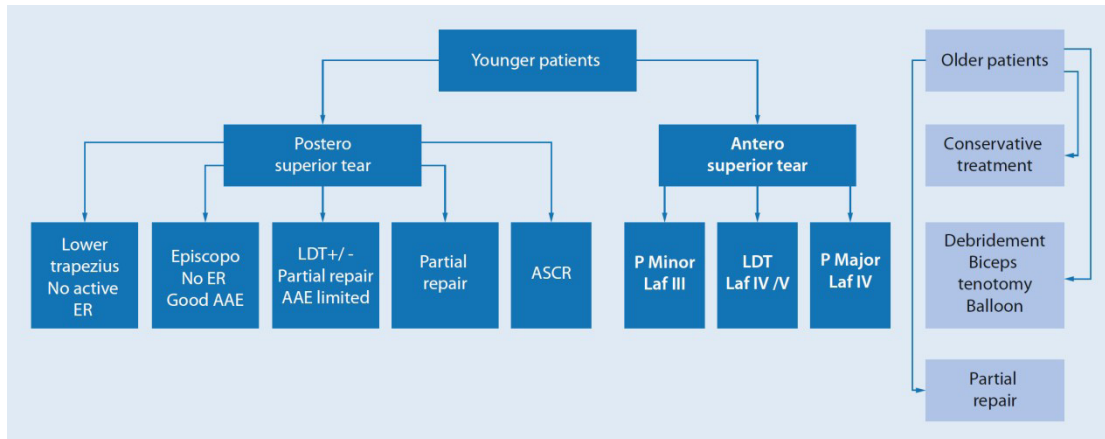 Younger patients
Postero
superior tear
Antero
superior tear
Lower
trapezius
No active
ER
Episcopo
No ER
Good AAE
LDT+/ -
Partial repair
AAE limited
Partial
repair
ASCR
P Minor
Laf III
LDT
Laf IV /V
P Major
Laf IV
Older patients
Conservative
treatment
Debridement
Biceps
tenotomy
Balloon
Partial
repair